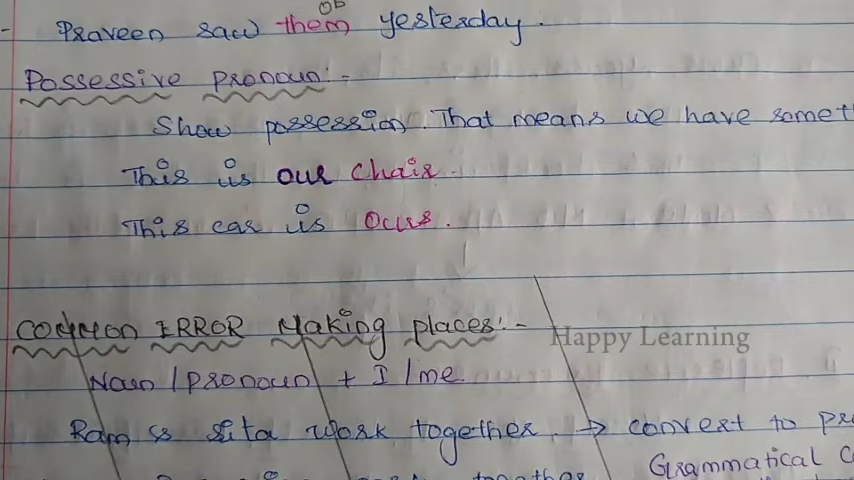 ob
- Praveen saw them yesterday.
Possessive pronoun:-
Show possession. That means we have somet
This is our chair.
This car is ours.
COMMON ERROR Making places:-
Happy Learning
Noun / pronoun + I / me
Ram & sita work together. → convert to pr
Grammatical C
together